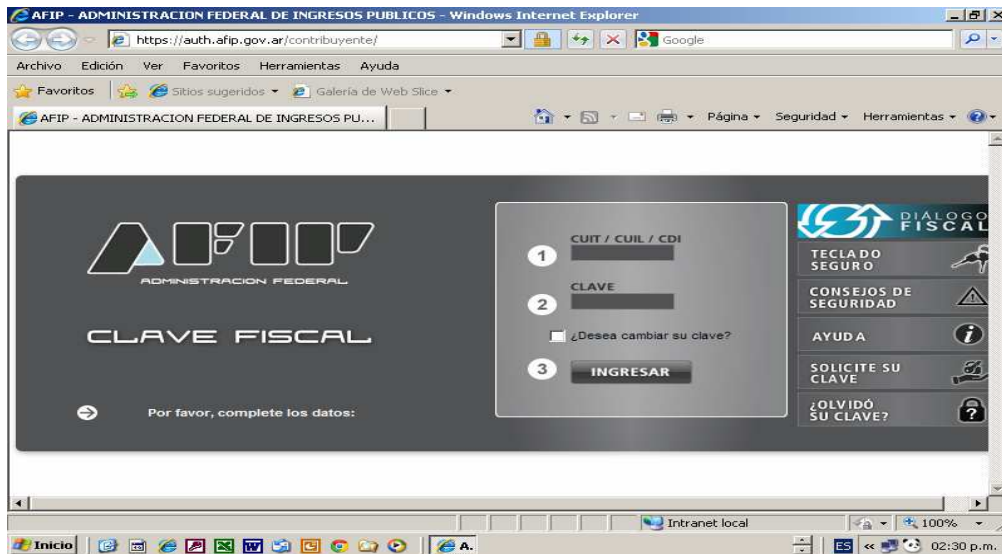 AFIP - ADMINISTRACION FEDERAL DE INGRESOS PUBLICOS - Windows Internet Explorer
https://auth.afip.gov.ar/contribuyente/
Google
Archivo Edición Ver Favoritos Herramientas Ayuda
Favoritos Sitios sugeridos Galería de Web Slice
AFIP - ADMINISTRACION FEDERAL DE INGRESOS PU...
Página Seguridad Herramientas
AFIP
ADMINISTRACION FEDERAL
CLAVE FISCAL
Por favor, complete los datos:
1
CUIT / CUIL / CDI
2
CLAVE
¿Desea cambiar su clave?
3
INGRESAR
DIÁLOGO
FISCAL
TECLADO
SEGURO
CONSEJOS DE
SEGURIDAD
AYUDA
SOLICITE SU
CLAVE
¿OLVIDÓ
SU CLAVE?
Intranet local
100%
Inicio
A.
ES
02:30 p.m.